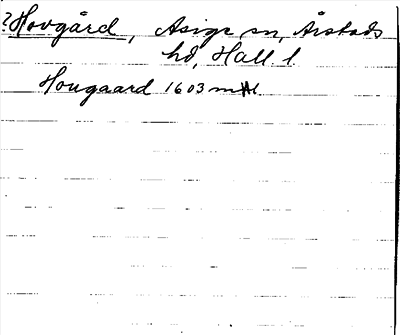 ?Hovgård, Asige sn, Årstads
hd, Hall. l.
Hougaard 1603